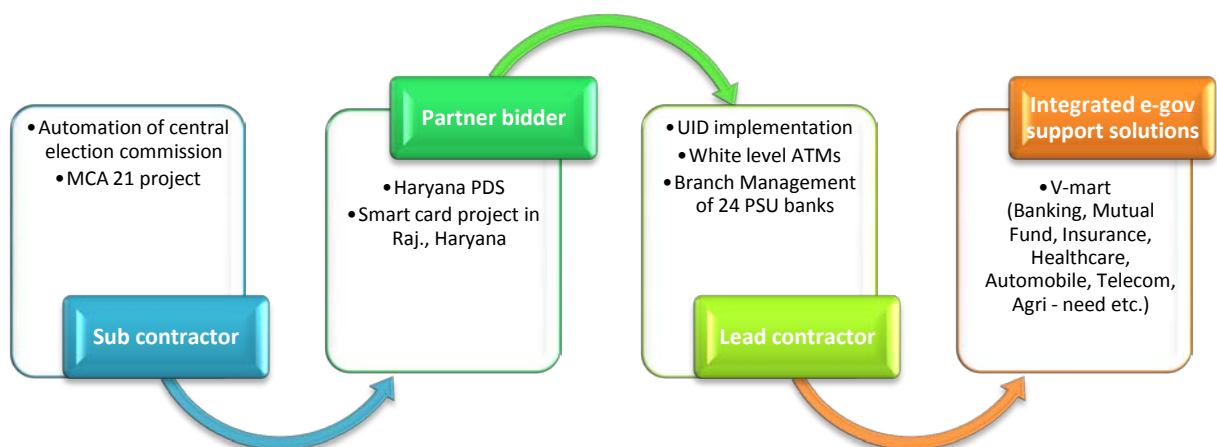 •Automation of central
election commission
•MCA 21 project
Sub contractor
Partner bidder
•Haryana PDS
•Smart card project in
Raj., Haryana
•UID implementation
•White level ATMs
•Branch Management
of 24 PSU banks
Lead contractor
Integrated e-gov
support solutions
•V-mart
(Banking, Mutual
Fund, Insurance,
Healthcare,
Automobile, Telecom,
Agri - need etc.)